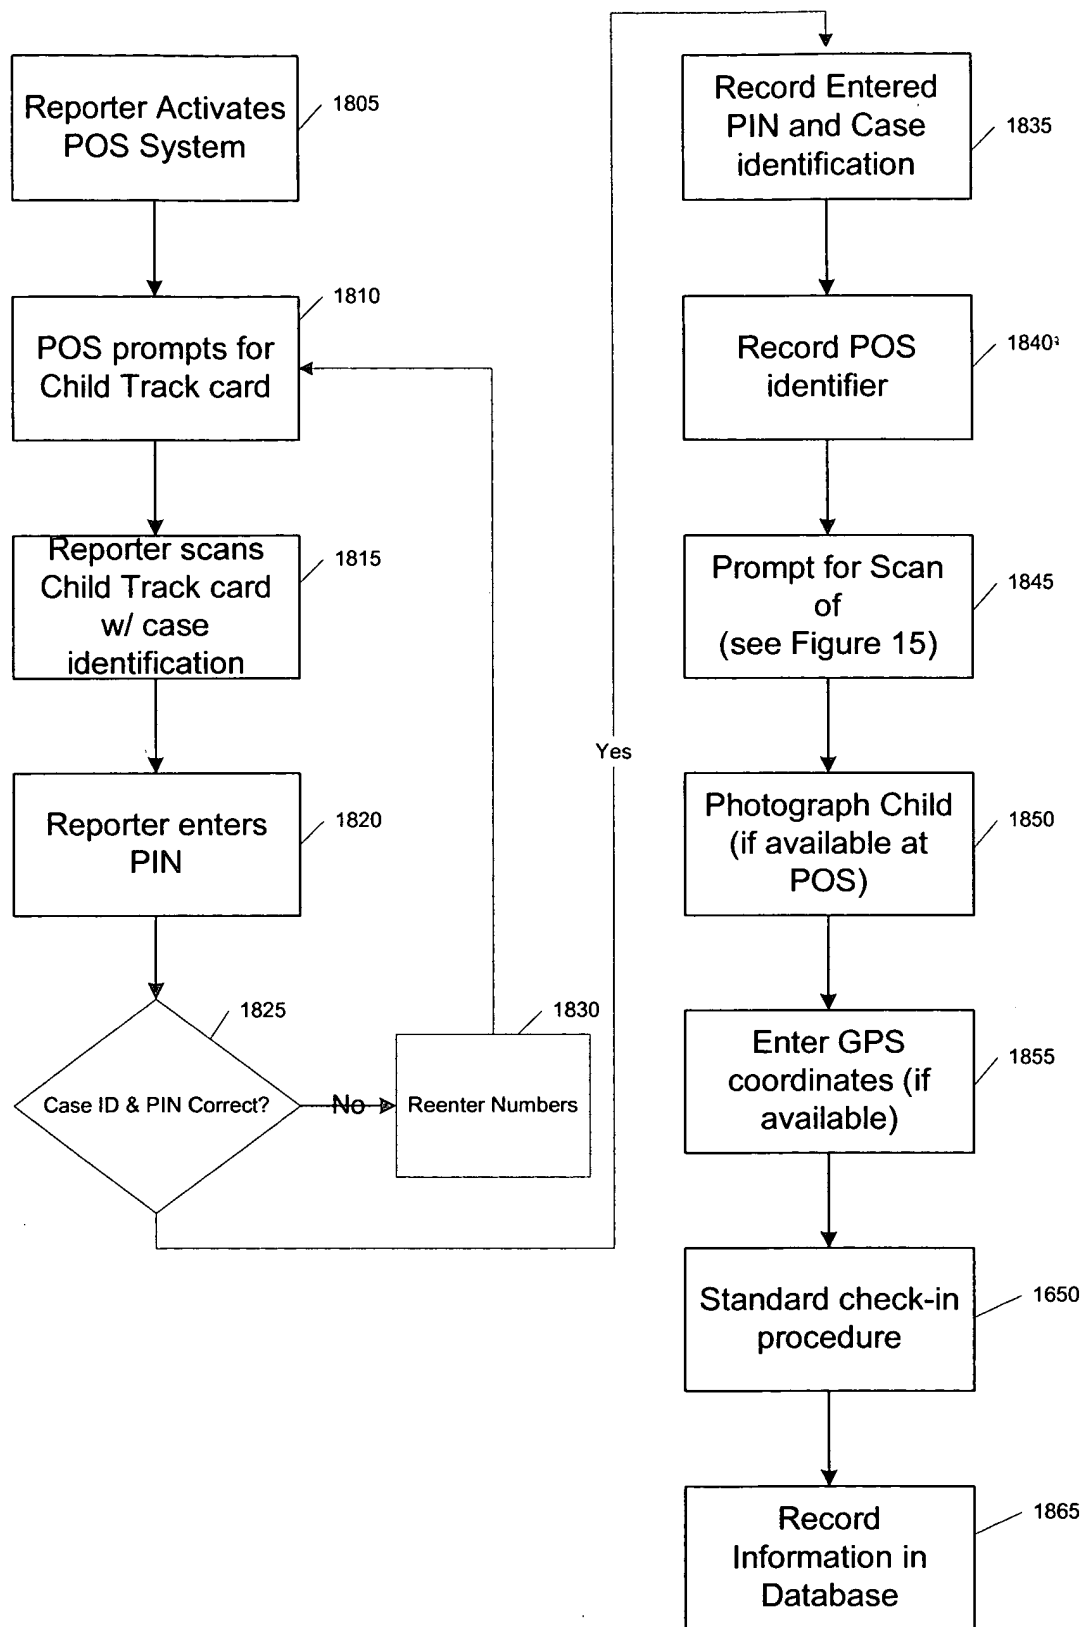 Reporter Activates
POS System
1805
POS prompts for
Child Track card
1810
Reporter scans
Child Track card
w/ case
identification
1815
Reporter enters
PIN
1820
Case ID & PIN Correct?
1825
No
Reenter Numbers
1830
Yes
Record Entered
PIN and Case
identification
1835
Record POS
identifier
1840
Prompt for Scan
of
(see Figure 15)
1845
Photograph Child
(if available at
POS)
1850
Enter GPS
coordinates (if
available)
1855
Standard check-in
procedure
1650
Record
Information in
Database
1865